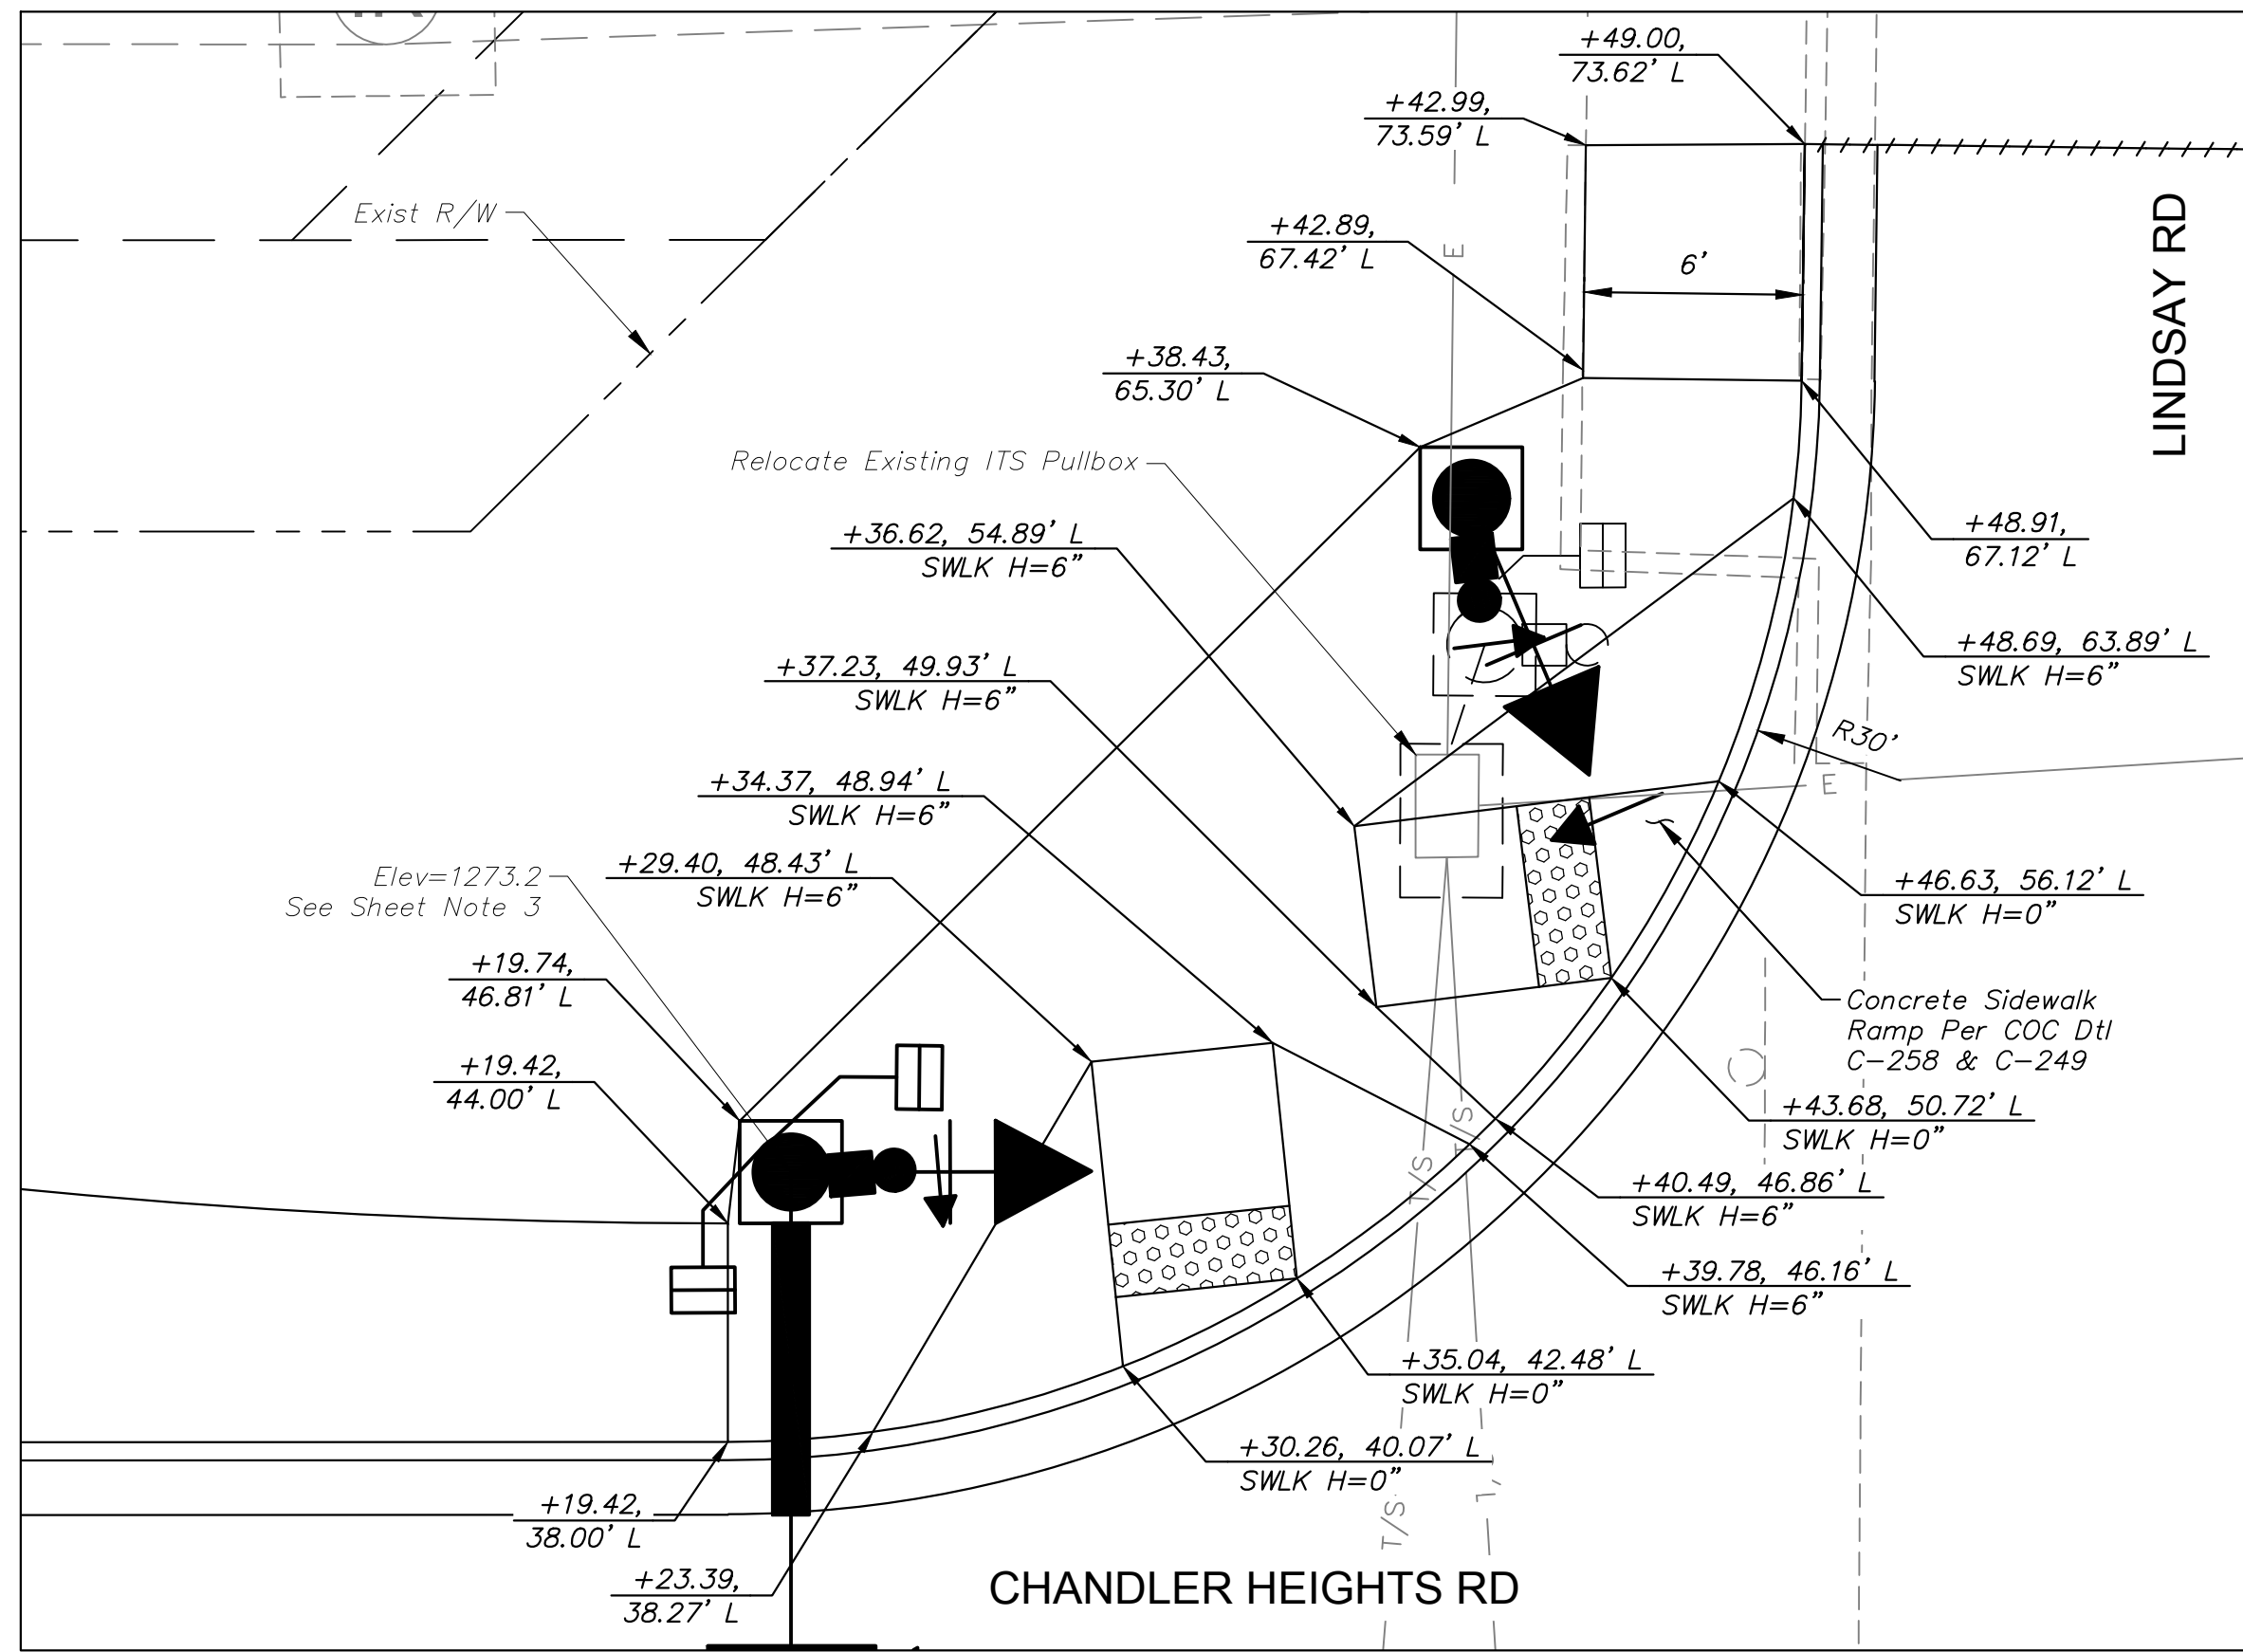 +49.00,
73.62' L
+42.99,
73.59' L
Exist R/W
LINDSAY RD
+42.89,
67.42' L
E
6'
+38.43,
65.30' L
Relocate Existing ITS Pullbox
+36.62, 54.89' L
SWLK H=6"
+48.91,
67.12' L
+48.69, 63.89' L
SWLK H=6"
+37.23, 49.93' L
SWLK H=6"
R30'
E
+34.37, 48.94' L
SWLK H=6"
+29.40, 48.43' L
SWLK H=6"
Elev=1273.2
See Sheet Note 3
+46.63, 56.12' L
SWLK H=0"
+19.74,
46.81' L
Concrete Sidewalk
Ramp Per COC Dtl
C-258 & C-249
+19.42,
44.00' L
+43.68, 50.72' L
SWLK H=0"
T/S
T/S
+40.49, 46.86' L
SWLK H=6"
+39.78, 46.16' L
SWLK H=6"
+35.04, 42.48' L
SWLK H=0"
+30.26, 40.07' L
SWLK H=0"
T/S
+19.42,
38.00' L
+23.39,
38.27' L
CHANDLER HEIGHTS RD